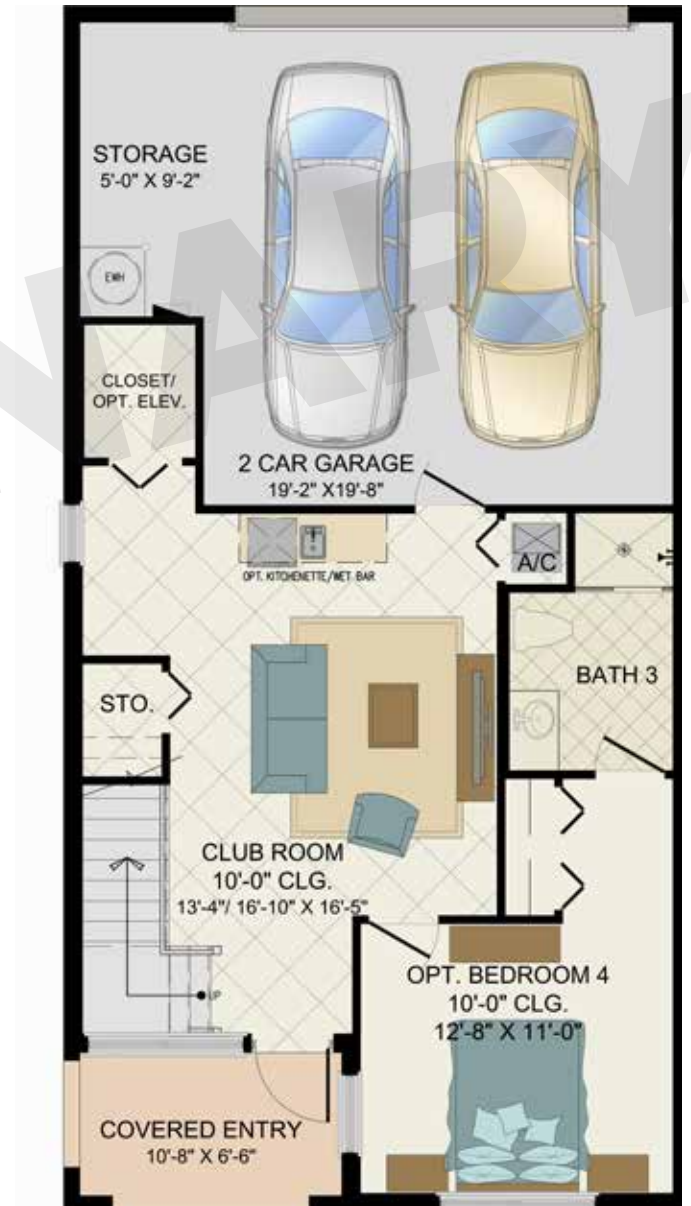 STORAGE
5'-0" X 9'-2"
EWH
CLOSET/
OPT. ELEV.
2 CAR GARAGE
19'-2" X19'-8"
A/C
OPT. KITCHENETTE/WET BAR
BATH 3
STO.
CLUB ROOM
10'-0" CLG.
13'-4"/ 16'-10" X 16'-5"
OPT. BEDROOM 4
10'-0" CLG.
12'-8" X 11'-0"
UP
COVERED ENTRY
10'-8" X 6'-6"